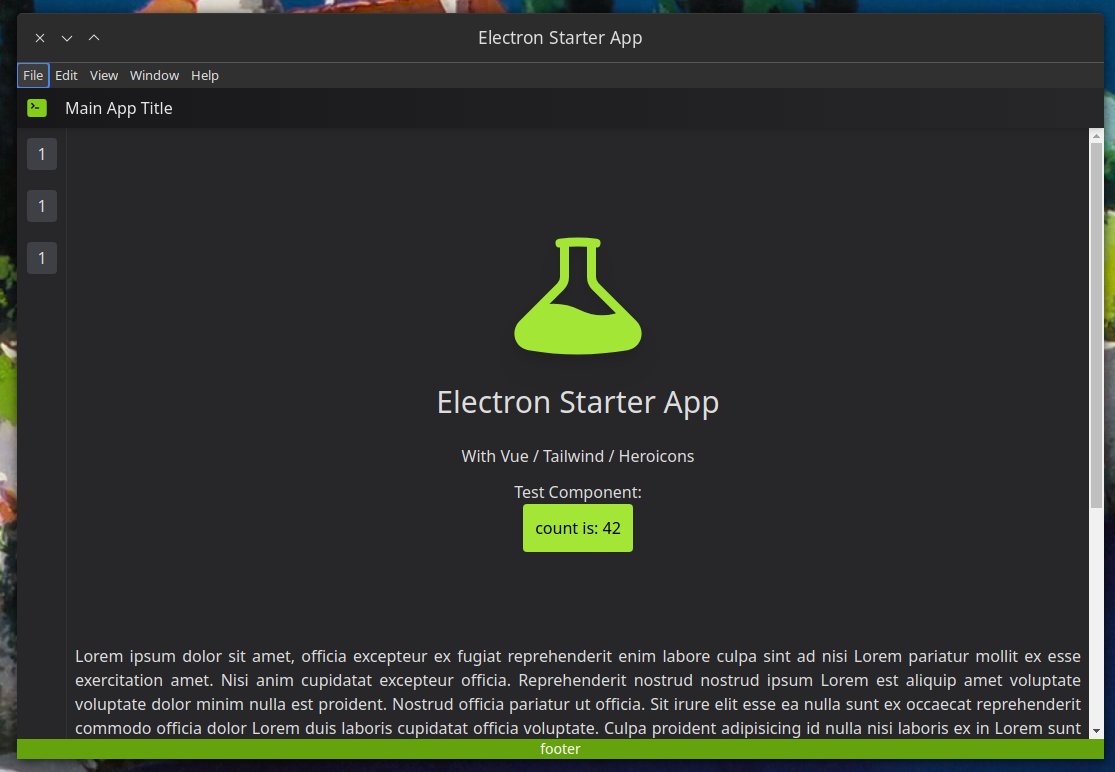 Electron Starter App
File Edit View Window Help
Main App Title
1
1
1
Electron Starter App
With Vue / Tailwind / Heroicons
Test Component:
count is: 42
Lorem ipsum dolor sit amet, officia excepteur ex fugiat reprehenderit enim labore culpa sint ad nisi Lorem pariatur mollit ex esse
exercitation amet. Nisi anim cupidatat excepteur officia. Reprehenderit nostrud nostrud ipsum Lorem est aliquip amet voluptate
voluptate dolor minim nulla est proident. Nostrud officia pariatur ut officia. Sit irure elit esse ea nulla sunt ex occaecat reprehenderit
commodo officia dolor Lorem duis laboris cupidatat officia voluptate. Culpa proident adipisicing id nulla nisi laboris ex in Lorem sunt
footer